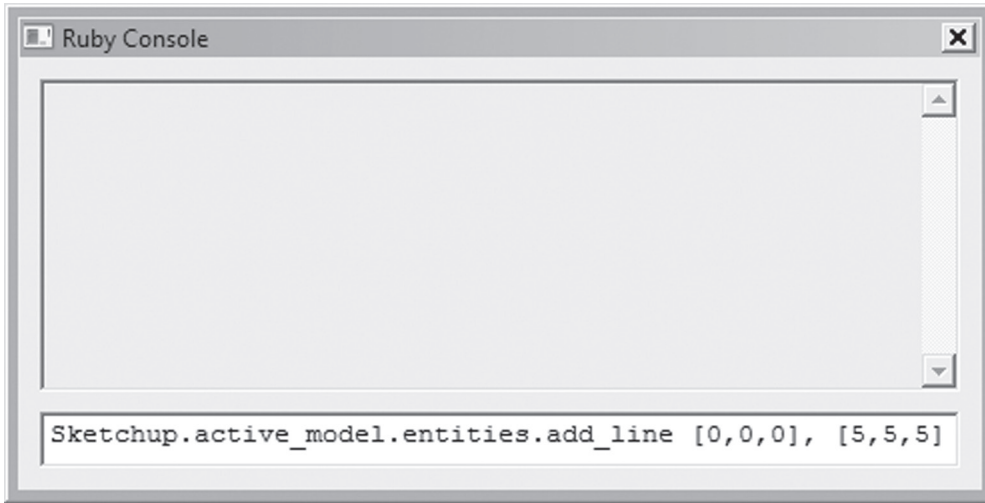 Ruby Console
Sketchup.active_model.entities.add_line [0,0,0], [5,5,5]